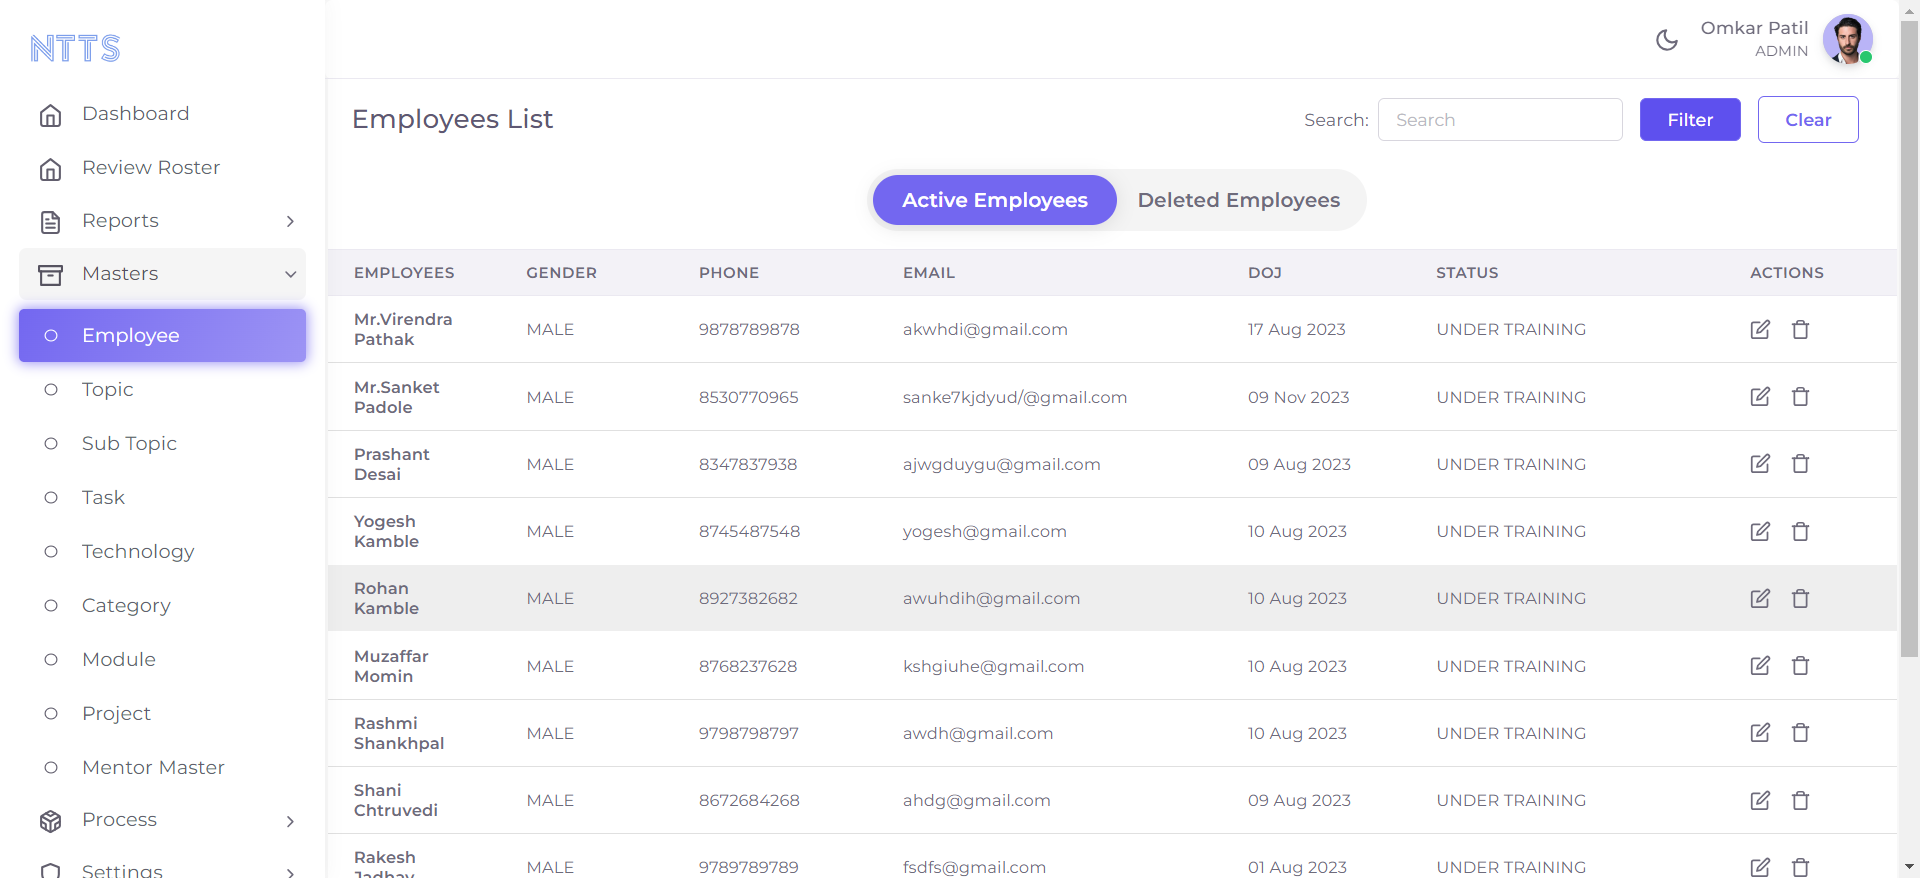 NTTS
Omkar Patil
ADMIN
Dashboard
Review Roster
Reports
Masters
Employee
Topic
Sub Topic
Task
Technology
Category
Module
Project
Mentor Master
Process
Settings
Employees List
Search: Search Filter Clear
Active Employees Deleted Employees
EMPLOYEES GENDER PHONE EMAIL DOJ STATUS ACTIONS
Mr.Virendra
Pathak MALE 9878789878 akwhdi@gmail.com 17 Aug 2023 UNDER TRAINING
Mr.Sanket
Padole MALE 8530770965 sanke7kjdyud/@gmail.com 09 Nov 2023 UNDER TRAINING
Prashant
Desai MALE 8347837938 ajwgduygu@gmail.com 09 Aug 2023 UNDER TRAINING
Yogesh
Kamble MALE 8745487548 yogesh@gmail.com 10 Aug 2023 UNDER TRAINING
Rohan
Kamble MALE 8927382682 awuhdih@gmail.com 10 Aug 2023 UNDER TRAINING
Muzaffar
Momin MALE 8768237628 kshgiuhe@gmail.com 10 Aug 2023 UNDER TRAINING
Rashmi
Shankhpal MALE 9798798797 awdh@gmail.com 10 Aug 2023 UNDER TRAINING
Shani
Chtruvedi MALE 8672684268 ahdg@gmail.com 09 Aug 2023 UNDER TRAINING
Rakesh
Jadhav MALE 9789789789 fsdfs@gmail.com 01 Aug 2023 UNDER TRAINING